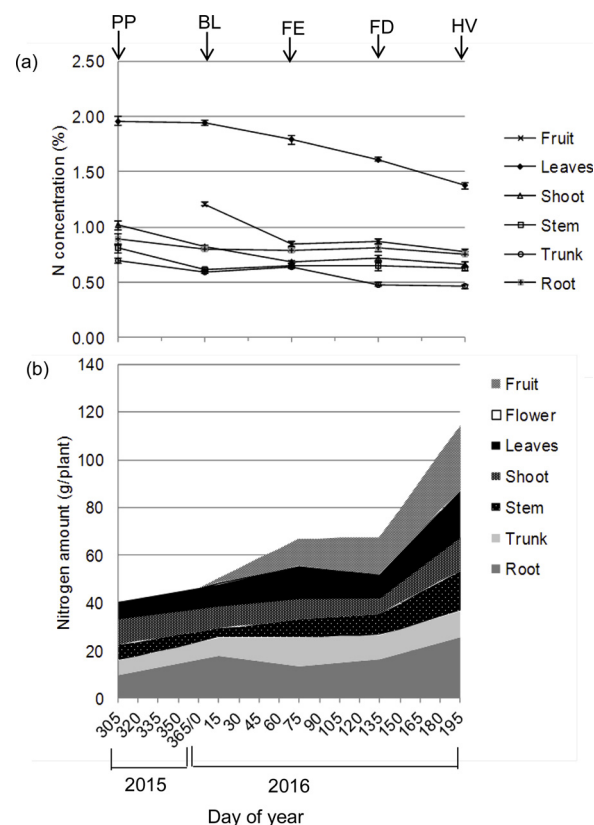 PP BL FE FD HV
(a)
2.50
2.00
1.50
1.00
0.50
0.00
N concentration (%)
Fruit
Leaves
Shoot
Stem
Trunk
Root
(b)
140
120
100
80
60
40
20
0
Nitrogen amount (g/plant)
Fruit
Flower
Leaves
Shoot
Stem
Trunk
Root
305 320 335 350 365/0 15 30 45 60 75 90 105 120 135 150 165 180 195
2015 2016
Day of year